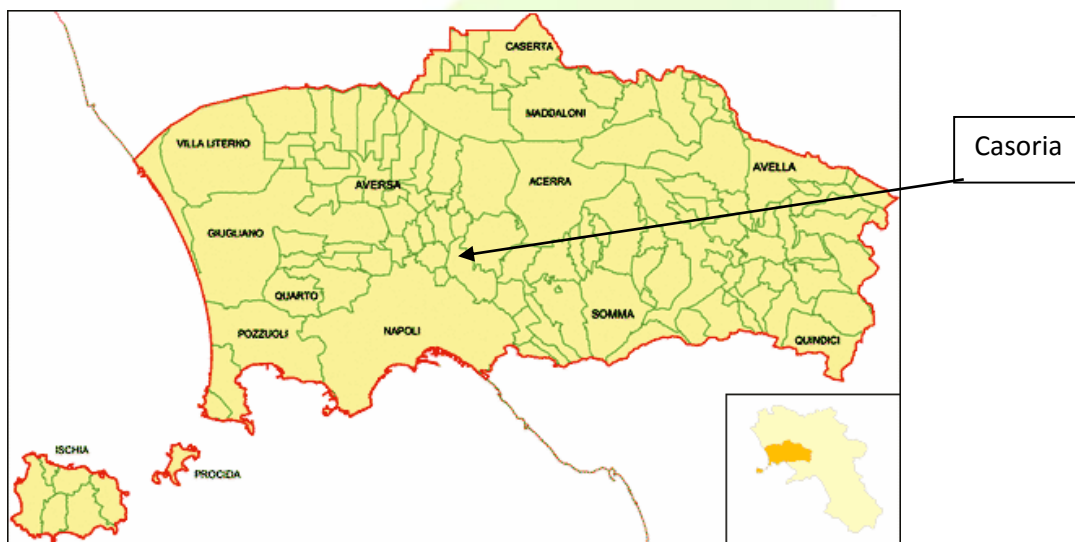 CASERTA
MADDALONI
VILLA LITERNO
Casoria
AVELLA
AVERSA
ACERRA
GIUGLIANO
QUARTO
SOMMA
NAPOLI
POZZUOLI
QUINDICI
ISCHIA
PROCIDA